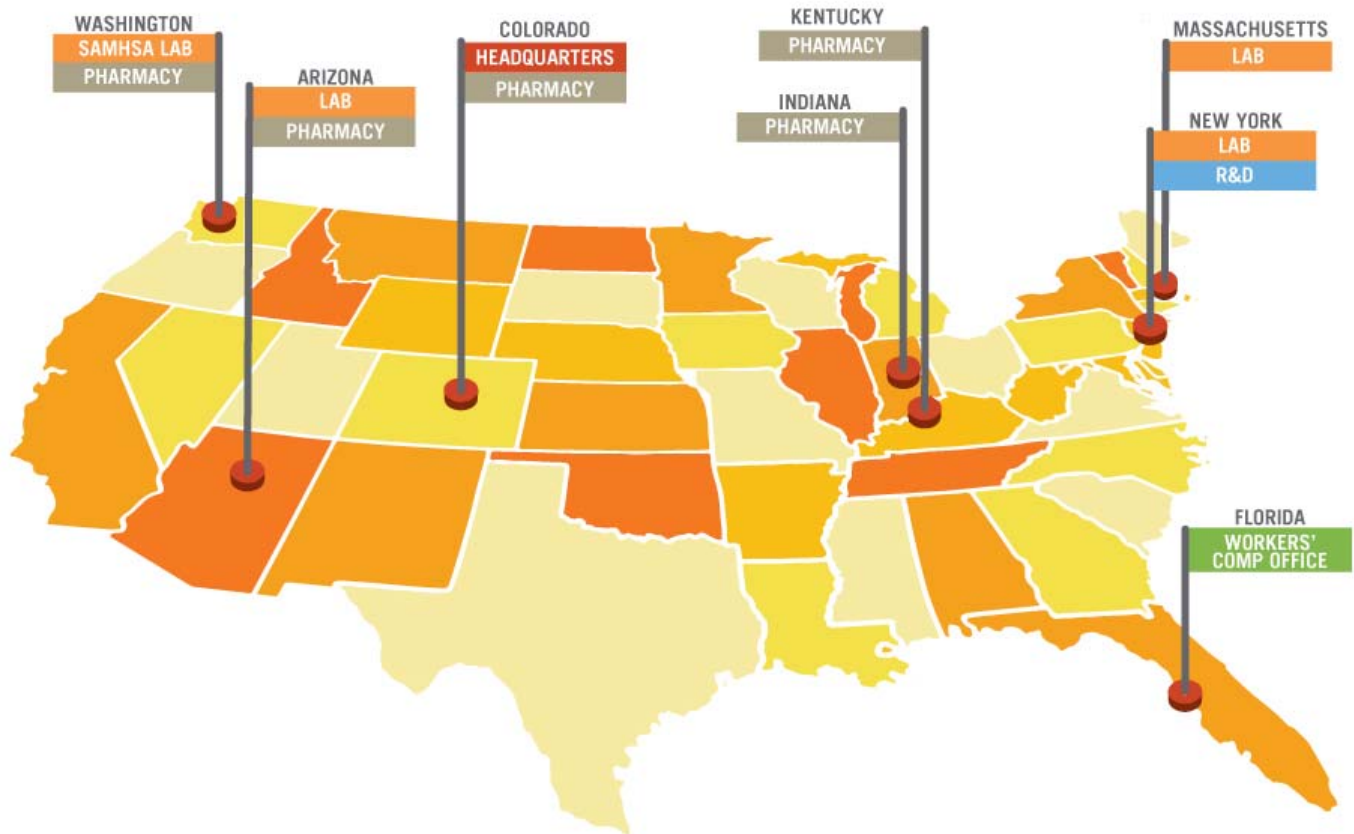 WASHINGTON
SAMHSA LAB
PHARMACY
ARIZONA
LAB
PHARMACY
COLORADO
HEADQUARTERS
PHARMACY
KENTUCKY
PHARMACY
INDIANA
PHARMACY
MASSACHUSETTS
LAB
NEW YORK
LAB
R&D
FLORIDA
WORKERS'
COMP OFFICE